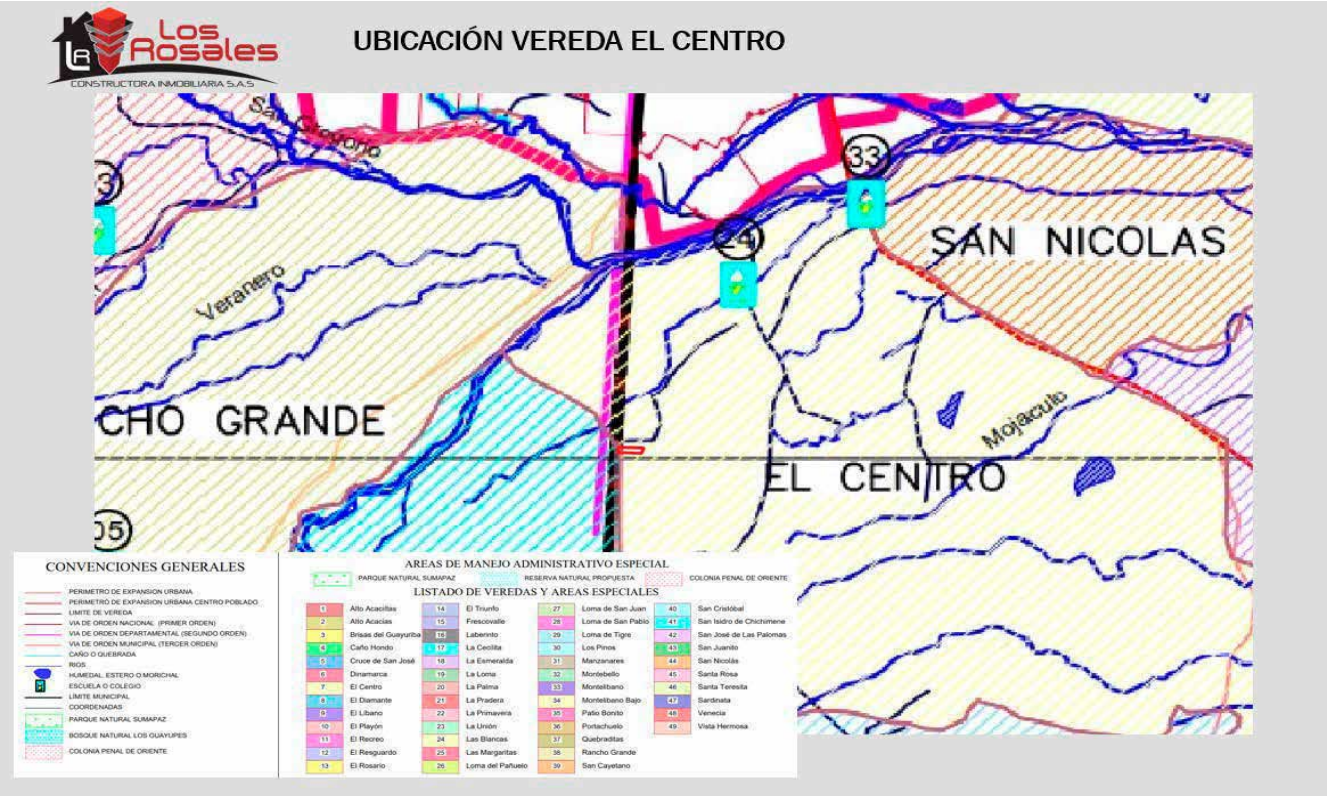 LR
Los
Rosales
CONSTRUCTORA INMOBILIARIA S.A.S
UBICACIÓN VEREDA EL CENTRO
33
3
24
SAN NICOLAS
Veranero
CHO GRANDE
Mojaculo
EL CENTRO
05
CONVENCIONES GENERALES
PERIMETRO DE EXPANSION URBANA
PERIMETRO DE EXPANSION URBANA CENTRO POBLADO
LIMITE DE VEREDA
VIA DE ORDEN NACIONAL (PRIMER ORDEN)
VIA DE ORDEN DEPARTAMENTAL (SEGUNDO ORDEN)
VIA DE ORDEN MUNICIPAL (TERCER ORDEN)
CAÑO O QUEBRADA
RIOS
HUMEDAL, ESTERO O MORICHAL
ESCUELA O COLEGIO
LÍMITE MUNICIPAL
COORDENADAS
PARQUE NATURAL SUMAPAZ
BOSQUE NATURAL LOS GUAYUPES
COLONIA PENAL DE ORIENTE
AREAS DE MANEJO ADMINISTRATIVO ESPECIAL
PARQUE NATURAL SUMAPAZ RESERVA NATURAL PROPUESTA COLONIA PENAL DE ORIENTE
LISTADO DE VEREDAS Y AREAS ESPECIALES
1 Alto Acaciítas 14 El Triunfo 27 Loma de San Juan 40 San Cristóbal
2 Alto Acacias 15 Frescovalle 28 Loma de San Pablo 41 San Isidro de Chichimene
3 Brisas del Guayuriba 16 Laberinto 29 Loma de Tigre 42 San José de Las Palomas
4 Caño Hondo 17 La Cecilita 30 Los Pinos 43 San Juanito
5 Cruce de San José 18 La Esmeralda 31 Manzanares 44 San Nicolás
6 Dinamarca 19 La Loma 32 Montebello 45 Santa Rosa
7 El Centro 20 La Palma 33 Montelibano 46 Santa Teresita
8 El Diamante 21 La Pradera 34 Montelibano Bajo 47 Sardinata
9 El Líbano 22 La Primavera 35 Patio Bonito 48 Venecia
10 El Playón 23 La Unión 36 Portachuelo 49 Vista Hermosa
11 El Recreo 24 Las Blancas 37 Quebraditas
12 El Resguardo 25 Las Margaritas 38 Rancho Grande
13 El Rosario 26 Loma del Pañuelo 39 San Cayetano